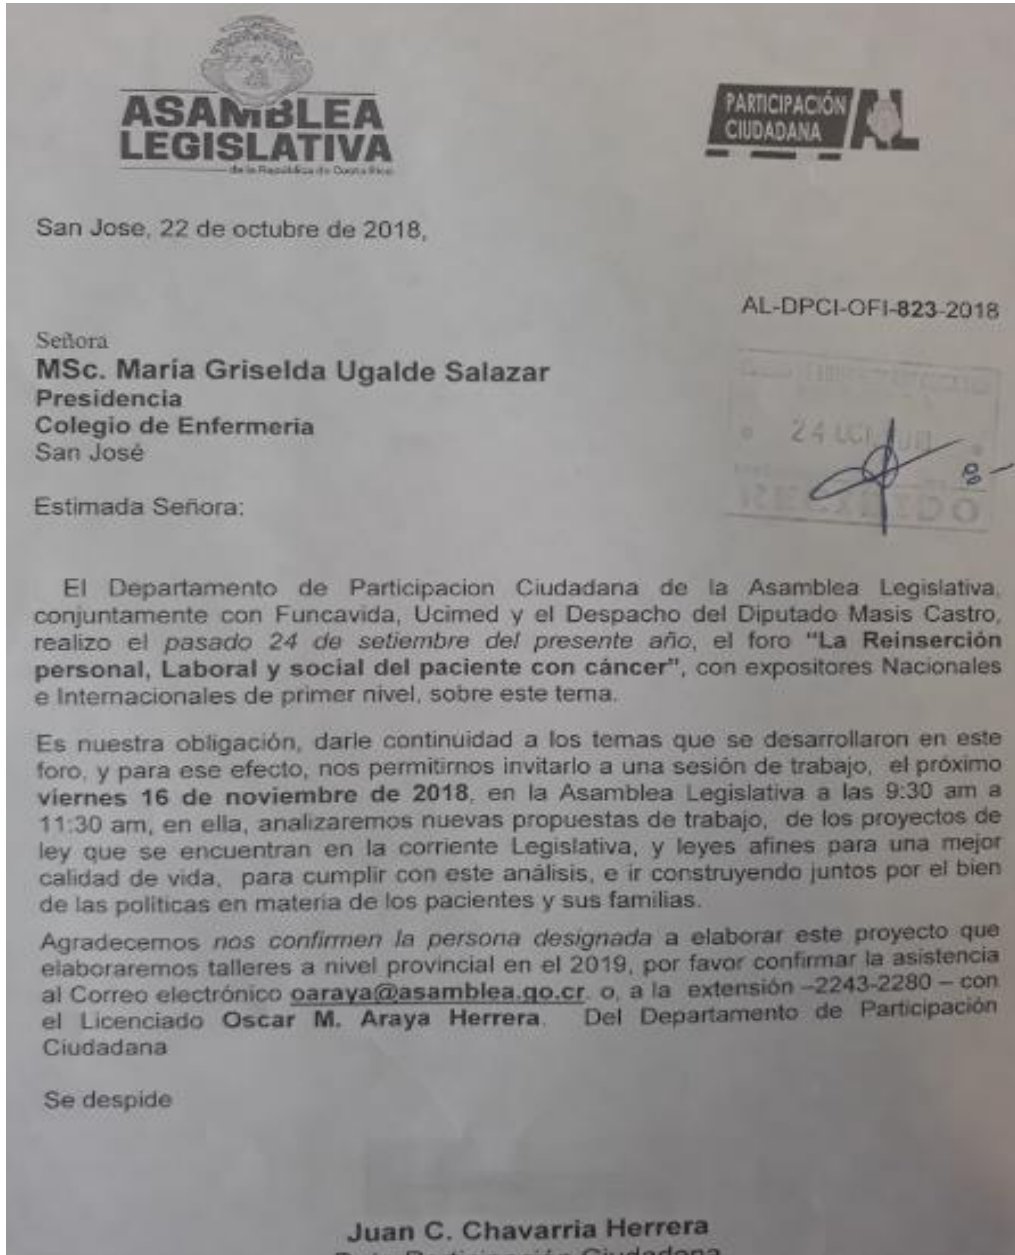 ASAMBLEA
LEGISLATIVA
de la República de Costa Rica
PARTICIPACIÓN
CIUDADANA
AL
San Jose, 22 de octubre de 2018,
AL-DPCI-OFI-823-2018
Señora
MSc. María Griselda Ugalde Salazar
Presidencia
Colegio de Enfermeria
San José
24
Estimada Señora:
El Departamento de Participacion Ciudadana de la Asamblea Legislativa,
conjuntamente con Funcavida, Ucimed y el Despacho del Diputado Masis Castro,
realizo el pasado 24 de setiembre del presente año, el foro “La Reinserción
personal, Laboral y social del paciente con cáncer”, con expositores Nacionales
e Internacionales de primer nivel, sobre este tema.
Es nuestra obligación, darle continuidad a los temas que se desarrollaron en este
foro, y para ese efecto, nos permitirnos invitarlo a una sesión de trabajo, el próximo
viernes 16 de noviembre de 2018, en la Asamblea Legislativa a las 9:30 am a
11:30 am, en ella, analizaremos nuevas propuestas de trabajo, de los proyectos de
ley que se encuentran en la corriente Legislativa, y leyes afines para una mejor
calidad de vida, para cumplir con este análisis, e ir construyendo juntos por el bien
de las políticas en materia de los pacientes y sus familias.
Agradecemos nos confirmen la persona designada a elaborar este proyecto que
elaboraremos talleres a nivel provincial en el 2019, por favor confirmar la asistencia
al Correo electrónico oaraya@asamblea.go.cr. o, a la extensión –2243-2280 – con
el Licenciado Oscar M. Araya Herrera. Del Departamento de Participación
Ciudadana
Se despide
Juan C. Chavarria Herrera
Participación Ciudadana